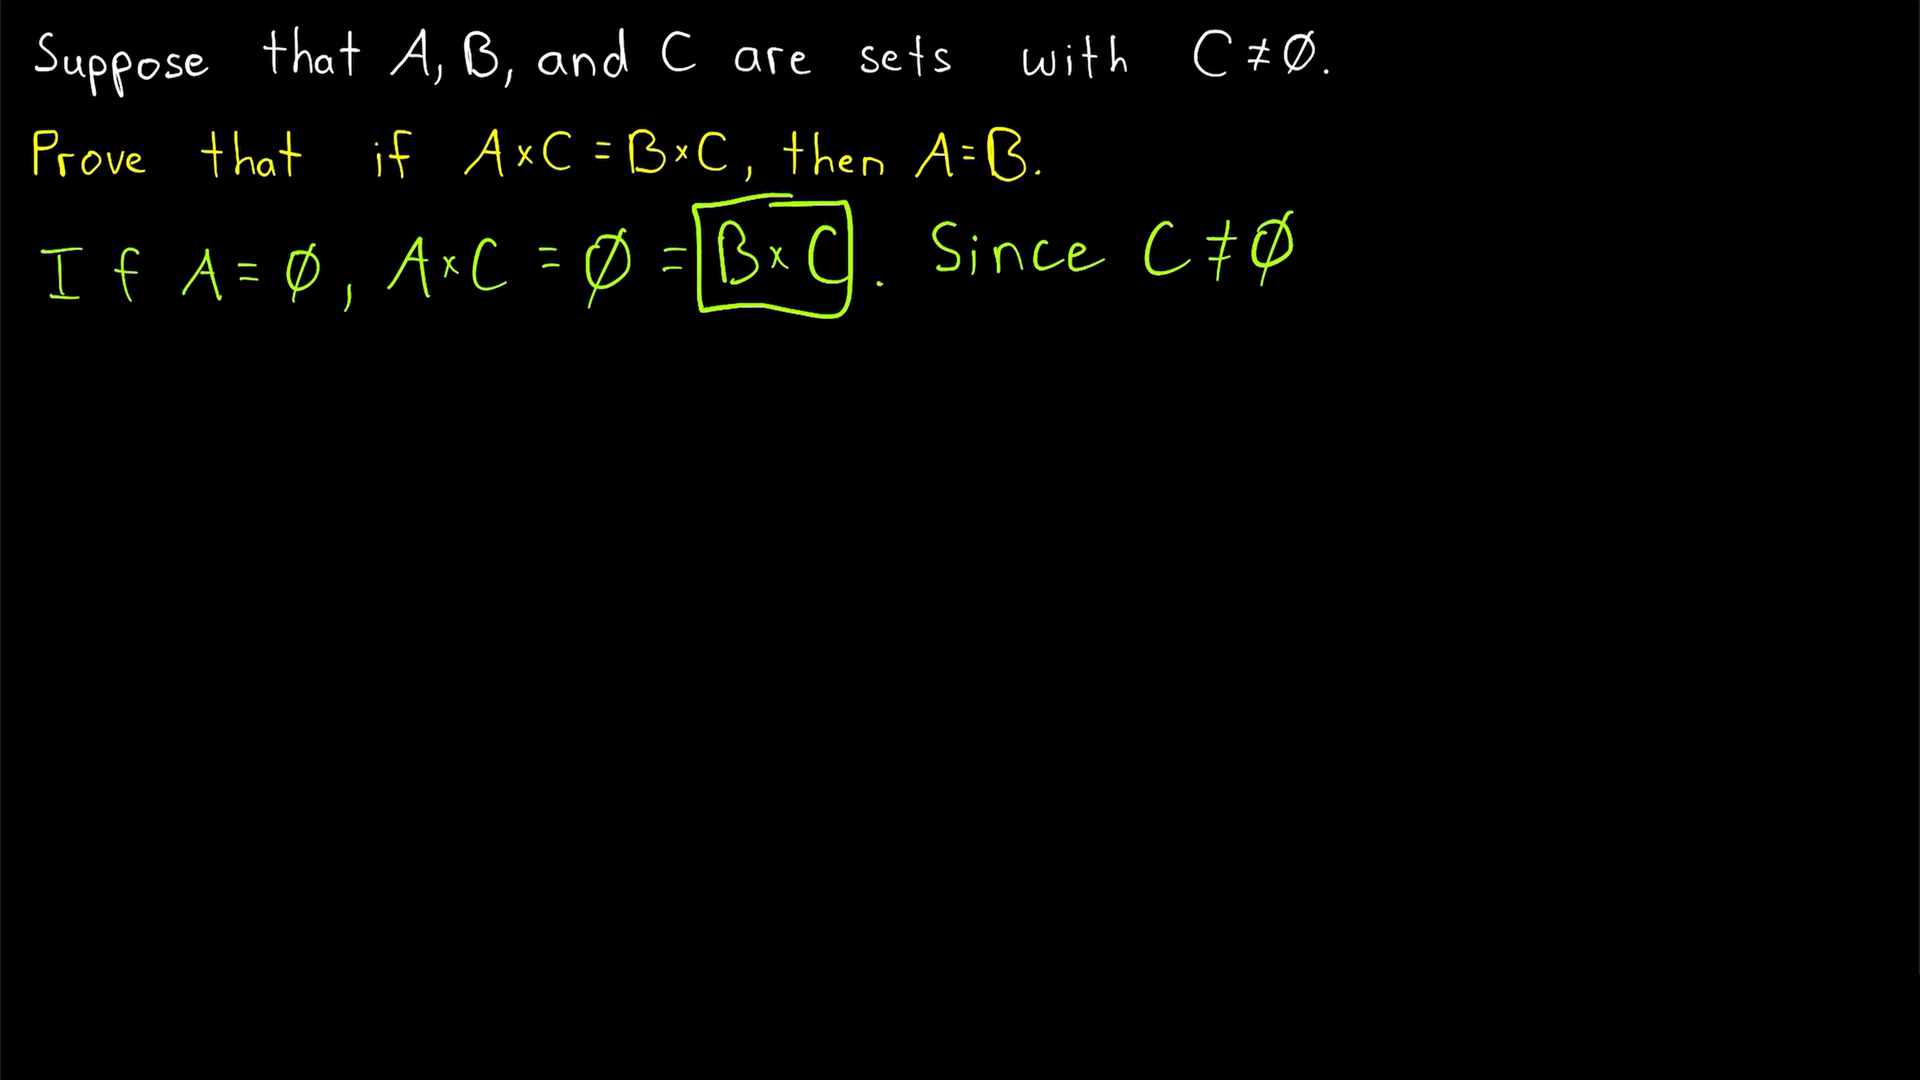 Suppose that A, B, and C are sets with C ≠ ∅.
Prove that if A×C = B×C, then A=B.
If A = ∅, A×C = ∅ = B×C. Since C ≠ ∅